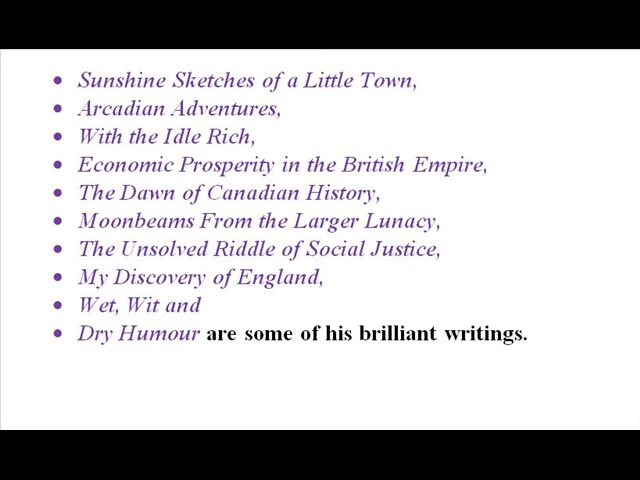 • Sunshine Sketches of a Little Town,
• Arcadian Adventures,
• With the Idle Rich,
• Economic Prosperity in the British Empire,
• The Dawn of Canadian History,
• Moonbeams From the Larger Lunacy,
• The Unsolved Riddle of Social Justice,
• My Discovery of England,
• Wet, Wit and
• Dry Humour are some of his brilliant writings.